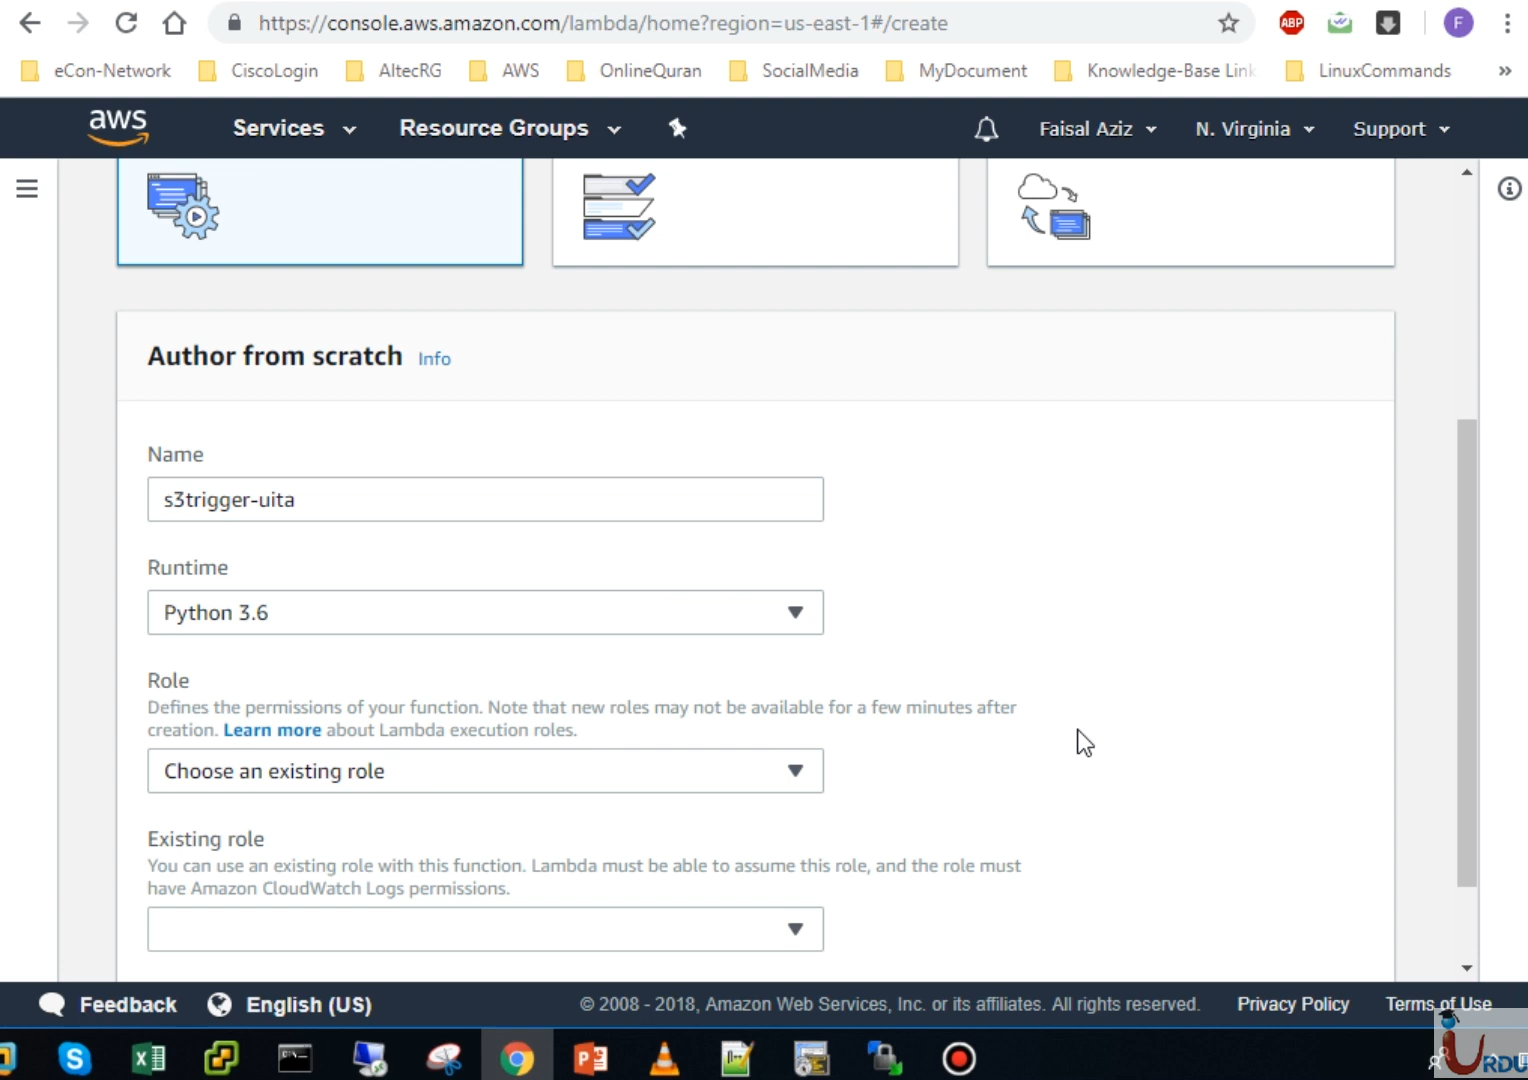 https://console.aws.amazon.com/lambda/home?region=us-east-1#/create
ABP
F
eCon-Network
CiscoLogin
AltecRG
AWS
OnlineQuran
SocialMedia
MyDocument
Knowledge-Base Link
LinuxCommands
»
aws
Services
Resource Groups
Faisal Aziz
N. Virginia
Support
Author from scratch Info
Name
s3trigger-uita
Runtime
Python 3.6
Role
Defines the permissions of your function. Note that new roles may not be available for a few minutes after
creation. Learn more about Lambda execution roles.
Choose an existing role
Existing role
You can use an existing role with this function. Lambda must be able to assume this role, and the role must
have Amazon CloudWatch Logs permissions.
Feedback
English (US)
© 2008 - 2018, Amazon Web Services, Inc. or its affiliates. All rights reserved.
Privacy Policy
Terms of Use
URDU